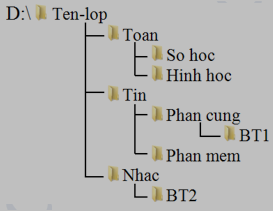 D:\ Ten-lop
Toan
So hoc
Hinh hoc
Tin
Phan cung
BT1
Phan mem
Nhac
BT2